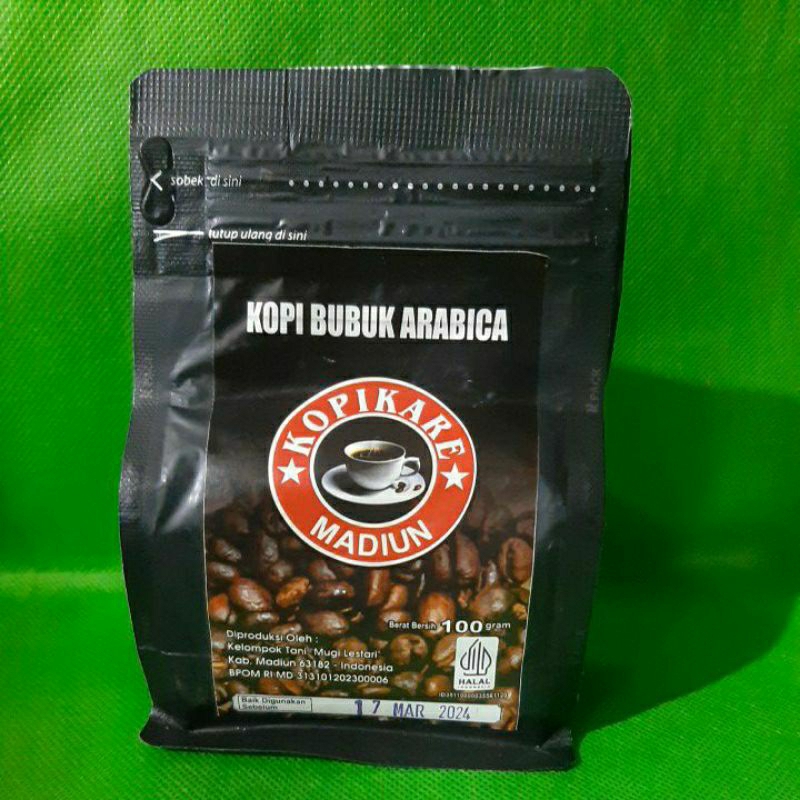 sobek di sini
tutup ulang di sini
KOPI BUBUK ARABICA
KOPIKARE
MADIUN
Berat Bersih 100 gram
Diproduksi Oleh :
Kelompok Tani "Mugi Lestari"
Kab. Madiun 63182 - Indonesia
BPOM RI MD 313101202300006
HALAL
INDONESIA
Baik Digunakan
Sebelum
17 MAR 2024